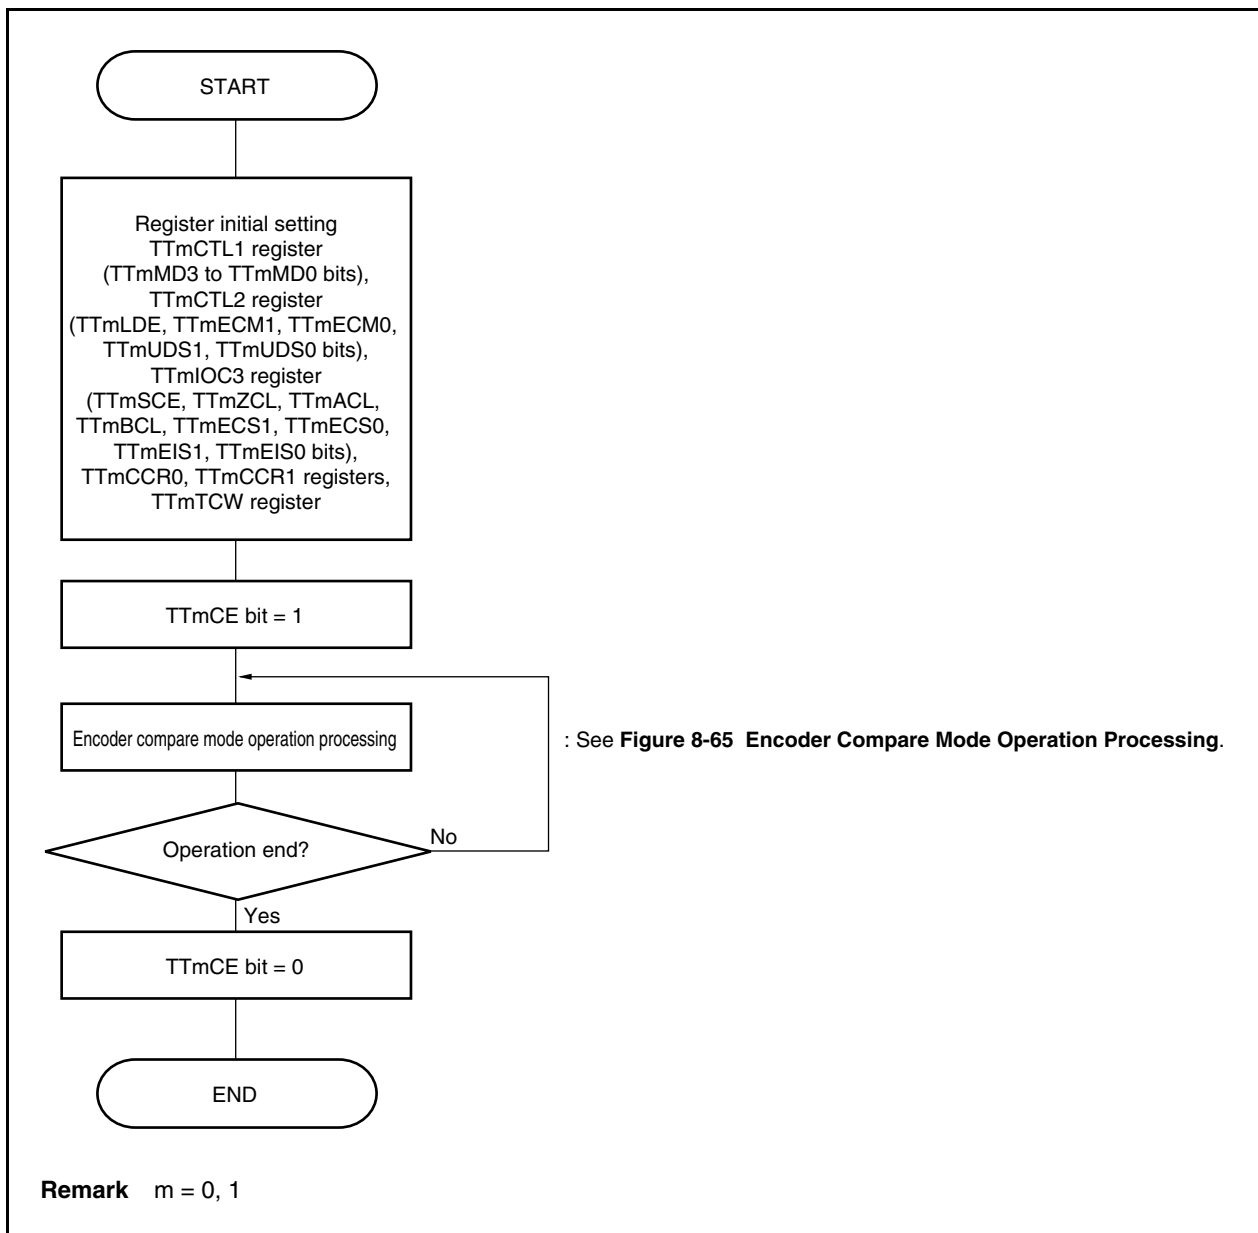 START
Register initial setting
TTmCTL1 register
(TTmMD3 to TTmMD0 bits),
TTmCTL2 register
(TTmLDE, TTmECM1, TTmECM0,
TTmUDS1, TTmUDS0 bits),
TTmIOC3 register
(TTmSCE, TTmZCL, TTmACL,
TTmBCL, TTmECS1, TTmECS0,
TTmEIS1, TTmEIS0 bits),
TTmCCR0, TTmCCR1 registers,
TTmTCW register
TTmCE bit = 1
Encoder compare mode operation processing
: See Figure 8-65 Encoder Compare Mode Operation Processing.
Operation end?
No
Yes
TTmCE bit = 0
END
Remark m = 0, 1